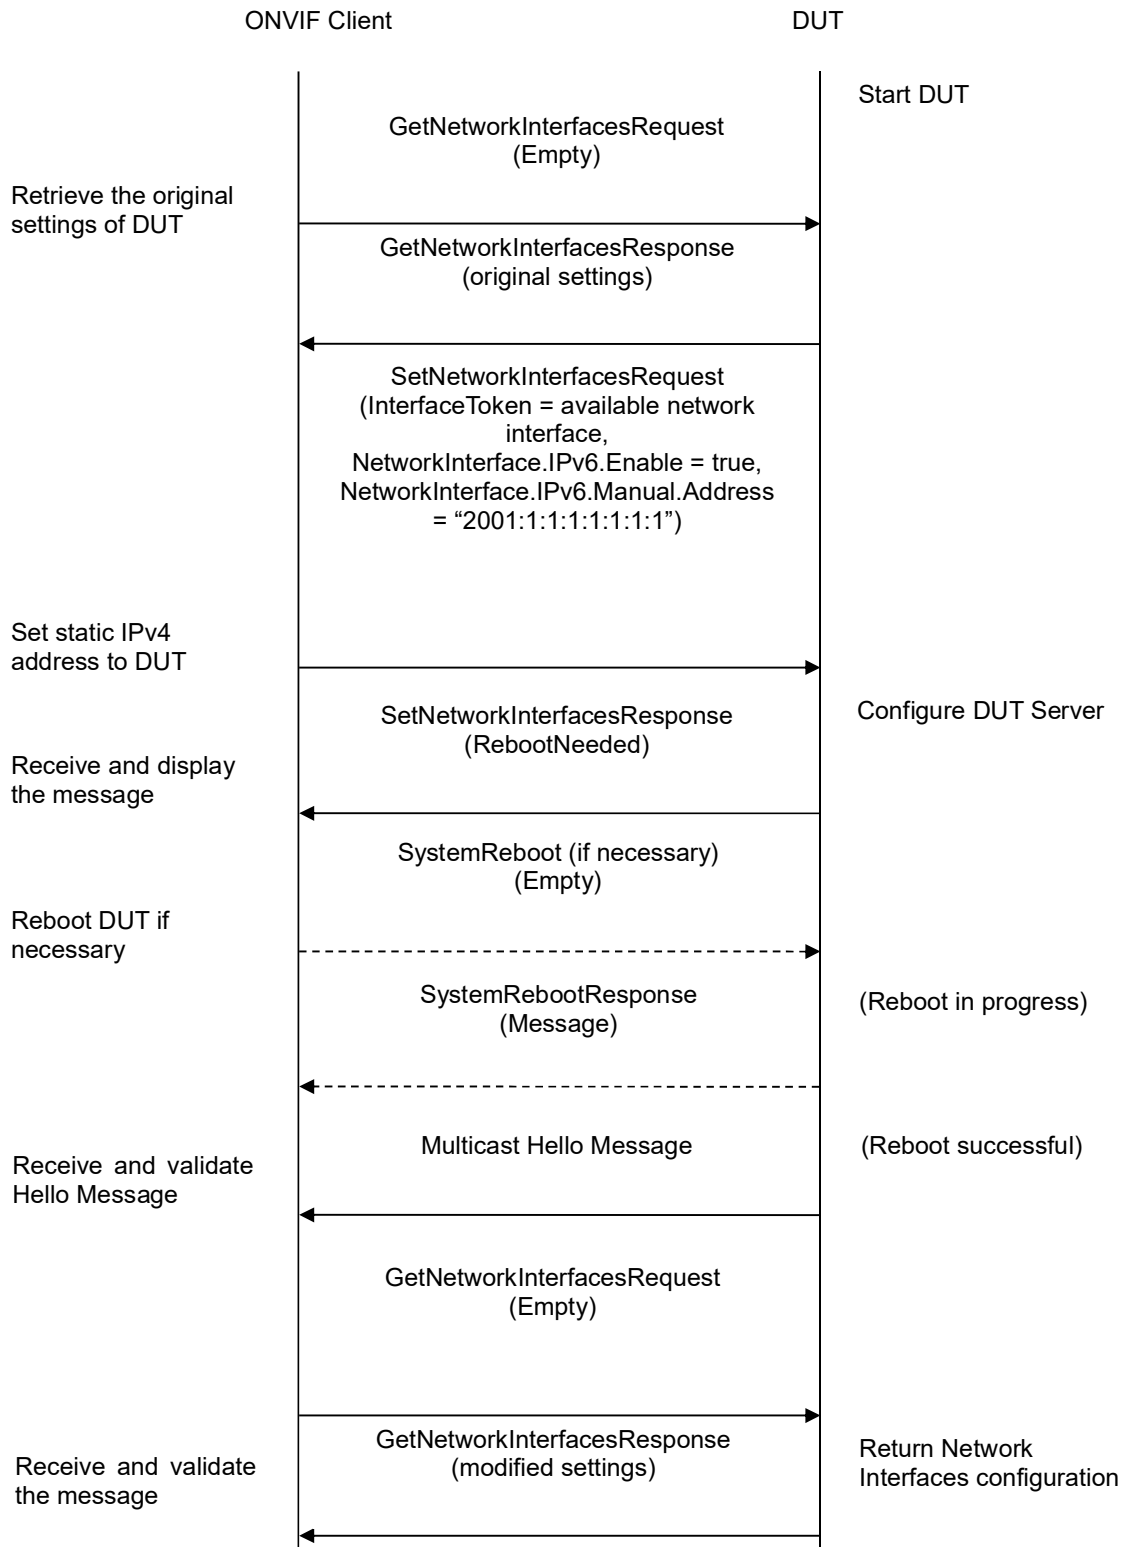 ONVIF Client
DUT
Start DUT
GetNetworkInterfacesRequest
(Empty)
Retrieve the original
settings of DUT
GetNetworkInterfacesResponse
(original settings)
SetNetworkInterfacesRequest
(InterfaceToken = available network
interface,
NetworkInterface.IPv6.Enable = true,
NetworkInterface.IPv6.Manual.Address
= “2001:1:1:1:1:1:1:1”)
Set static IPv4
address to DUT
SetNetworkInterfacesResponse
(RebootNeeded)
Configure DUT Server
Receive and display
the message
SystemReboot (if necessary)
(Empty)
Reboot DUT if
necessary
SystemRebootResponse
(Message)
(Reboot in progress)
Multicast Hello Message
(Reboot successful)
Receive and validate
Hello Message
GetNetworkInterfacesRequest
(Empty)
GetNetworkInterfacesResponse
(modified settings)
Return Network
Interfaces configuration
Receive and validate
the message